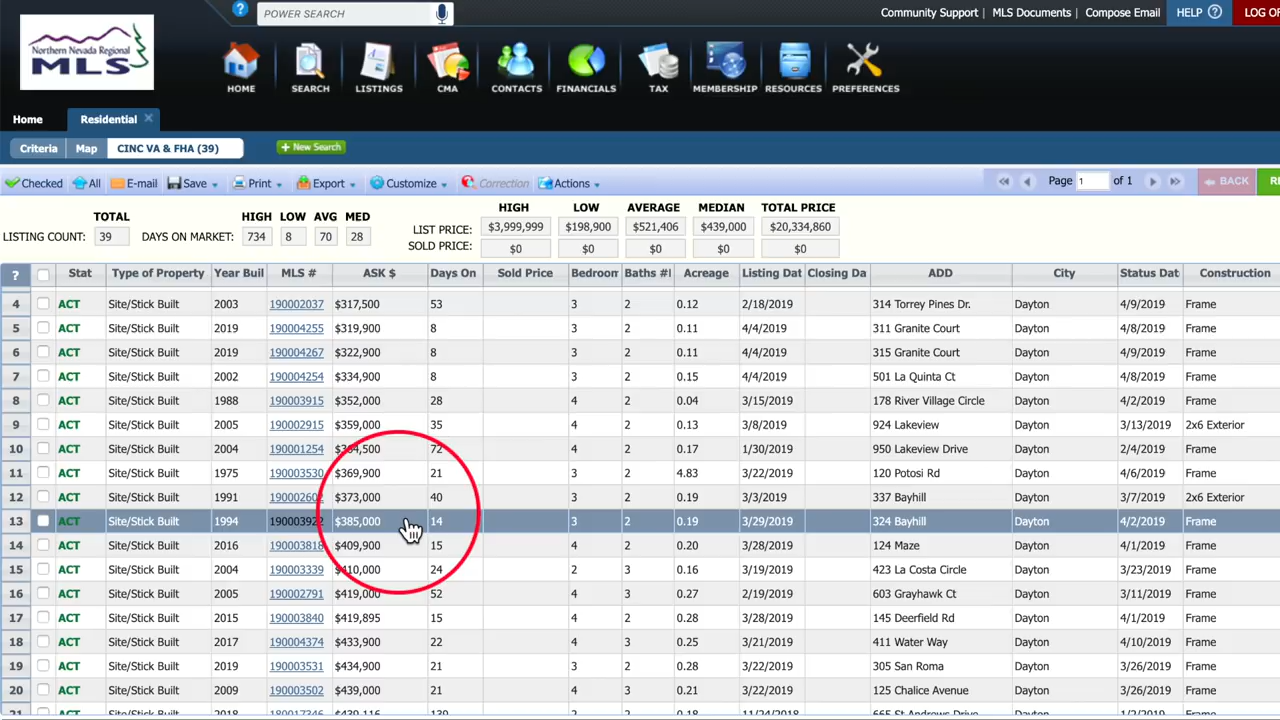 POWER SEARCH
Community Support | MLS Documents | Compose Email
HELP ?
LOG O
Northern Nevada Regional
MLS
HOME
SEARCH
LISTINGS
CMA
CONTACTS
FINANCIALS
TAX
MEMBERSHIP
RESOURCES
PREFERENCES
Home
Residential
Criteria
Map
CINC VA & FHA (39)
New Search
Checked
All
E-mail
Save
Print
Export
Customize
Correction
Actions
Page 1 of 1
BACK
TOTAL
HIGH LOW AVG MED
LISTING COUNT: 39 DAYS ON MARKET: 734 8 70 28
HIGH LOW AVERAGE MEDIAN TOTAL PRICE
LIST PRICE: $3,999,999 $198,900 $521,406 $439,000 $20,334,860
SOLD PRICE: $0 $0 $0 $0 $0
? Stat Type of Property Year Buil MLS # ASK $ Days On Sold Price Bedroom Baths #I Acreage Listing Dat Closing Da ADD City Status Dat Construction
4 ACT Site/Stick Built 2003 190002037 $317,500 53 3 2 0.12 2/18/2019 314 Torrey Pines Dr. Dayton 4/9/2019 Frame
5 ACT Site/Stick Built 2019 190004255 $319,900 8 3 2 0.11 4/4/2019 311 Granite Court Dayton 4/8/2019 Frame
6 ACT Site/Stick Built 2019 190004267 $322,900 8 3 2 0.11 4/4/2019 315 Granite Court Dayton 4/9/2019 Frame
7 ACT Site/Stick Built 2002 190004254 $334,900 8 3 2 0.15 4/4/2019 501 La Quinta Ct Dayton 4/8/2019 Frame
8 ACT Site/Stick Built 1988 190003915 $352,000 28 3 2 0.04 3/15/2019 178 River Village Circle Dayton 4/2/2019 Frame
9 ACT Site/Stick Built 2005 190002915 $359,000 35 4 2 0.13 3/8/2019 924 Lakeview Dayton 3/13/2019 2x6 Exterior
10 ACT Site/Stick Built 2004 190001254 72 4 2 0.17 1/30/2019 950 Lakeview Drive Dayton 2/4/2019 Frame
11 ACT Site/Stick Built 1975 190003530 $369,900 21 3 2 4.83 3/22/2019 120 Potosi Rd Dayton 4/6/2019 Frame
12 ACT Site/Stick Built 1991 $373,000 40 3 2 0.19 3/3/2019 337 Bayhill Dayton 3/7/2019 2x6 Exterior
13 ACT Site/Stick Built 1994 $385,000 14 3 2 0.19 3/29/2019 324 Bayhill Dayton 4/1/2019 Frame
14 ACT Site/Stick Built 2016 190003818 $409,900 15 4 2 0.20 3/28/2019 124 Maze Dayton 4/1/2019 Frame
15 ACT Site/Stick Built 2004 190003339 $410,000 24 2 3 0.16 3/19/2019 423 La Costa Circle Dayton 3/23/2019 Frame
16 ACT Site/Stick Built 2005 190002791 $419,000 52 4 3 0.27 2/19/2019 603 Grayhawk Ct Dayton 3/11/2019 Frame
17 ACT Site/Stick Built 2015 190003840 $419,895 15 4 2 0.28 3/28/2019 145 Deerfield Rd Dayton 4/1/2019 Frame
18 ACT Site/Stick Built 2017 190004374 $433,900 22 4 3 0.25 3/21/2019 411 Water Way Dayton 4/10/2019 Frame
19 ACT Site/Stick Built 2019 190003531 $434,900 21 3 2 0.28 3/22/2019 305 San Roma Dayton 3/26/2019 Frame
20 ACT Site/Stick Built 2009 190003502 $439,000 21 4 3 0.21 3/22/2019 125 Chalice Avenue Dayton 3/26/2019 Frame